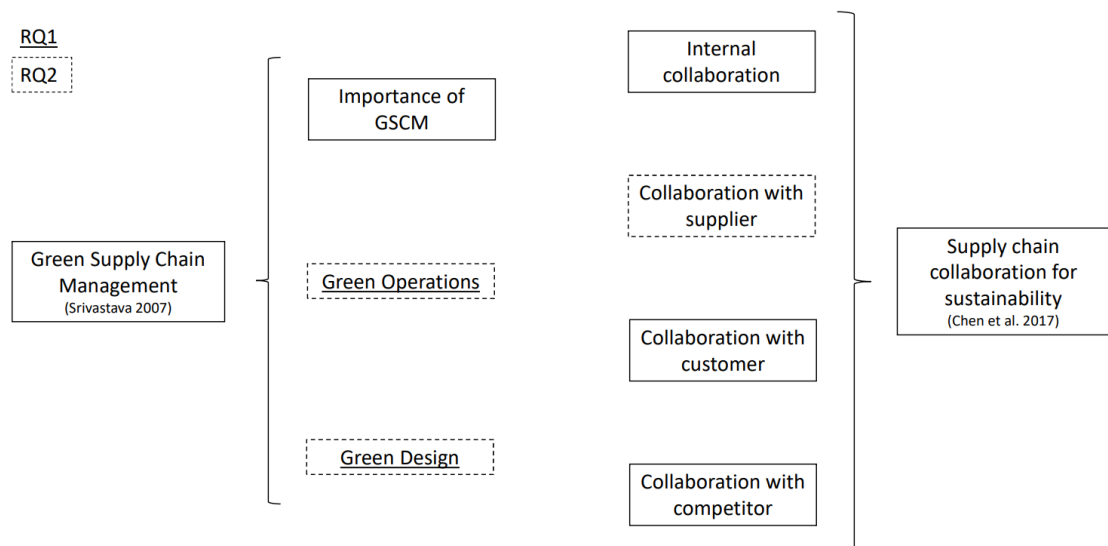 RQ1
RQ2
Green Supply Chain
Management
(Srivastava 2007)
Importance of
GSCM
Green Operations
Green Design
Internal
collaboration
Collaboration with
supplier
Collaboration with
customer
Collaboration with
competitor
Supply chain
collaboration for
sustainability
(Chen et al. 2017)